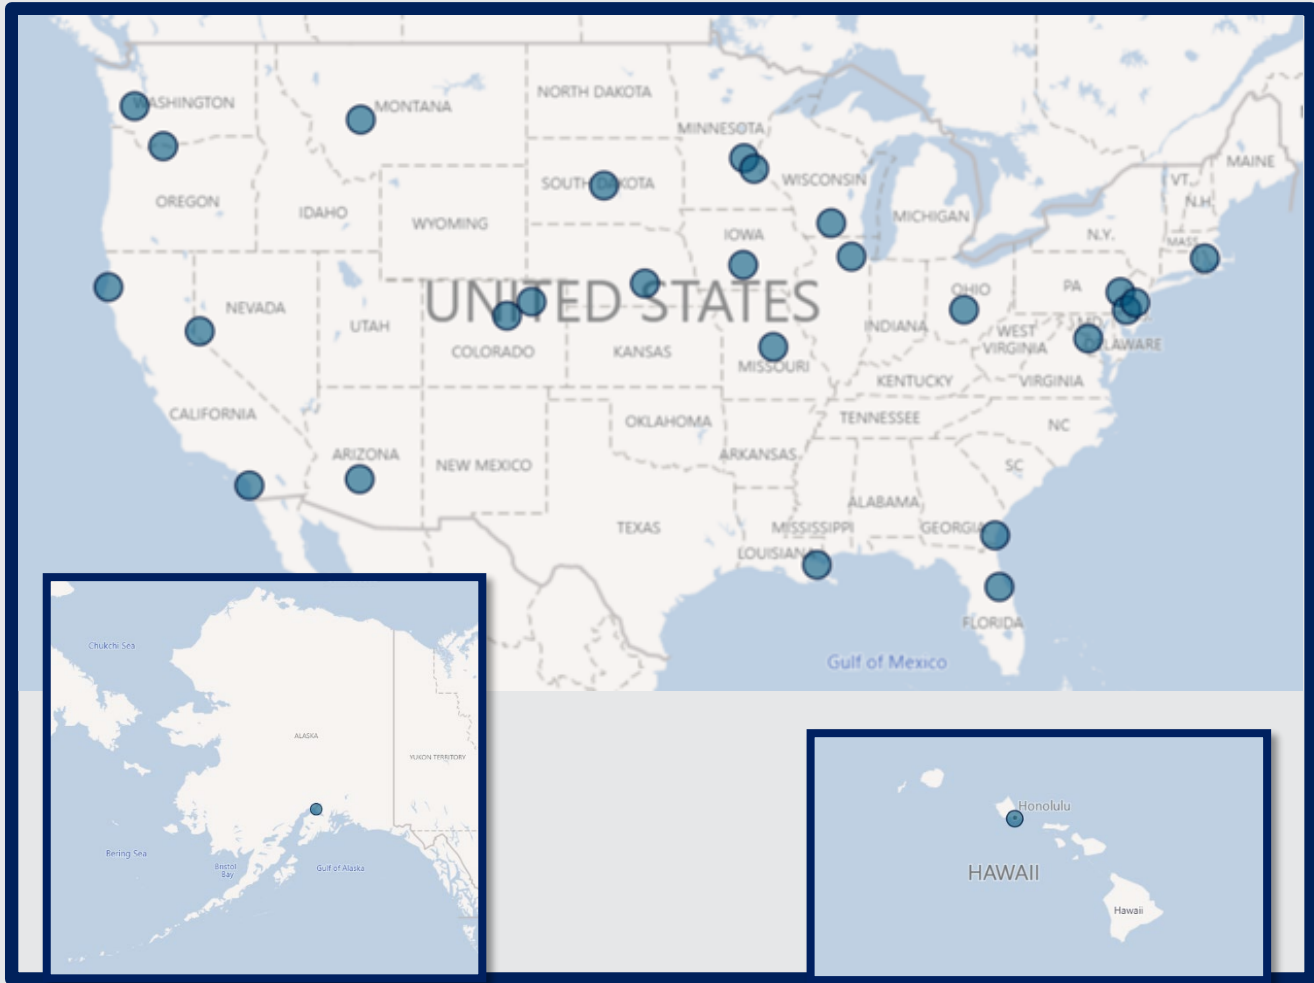 WASHINGTON
MONTANA
NORTH DAKOTA
MINNESOTA
MAINE
SOUTH DAKOTA
WISCONSIN
VT.
OREGON
IDAHO
WYOMING
MICHIGAN
N.H.
IOWA
N.Y.
MASS
UNITED STATES
NEVADA
UTAH
OHIO
PA
COLORADO
KANSAS
MISSOURI
INDIANA
WEST
VIRGINIA
MD
DELAWARE
KENTUCKY
VIRGINIA
CALIFORNIA
OKLAHOMA
TENNESSEE
NC
ARIZONA
NEW MEXICO
ARKANSAS
SC
TEXAS
MISSISSIPPI
ALABAMA
GEORGIA
LOUISIANA
FLORIDA
Gulf of Mexico
Chukchi Sea
ALASKA
YUKON TERRITORY
Bering Sea
Bristol
Bay
Gulf of Alaska
Honolulu
HAWAII
Hawaii